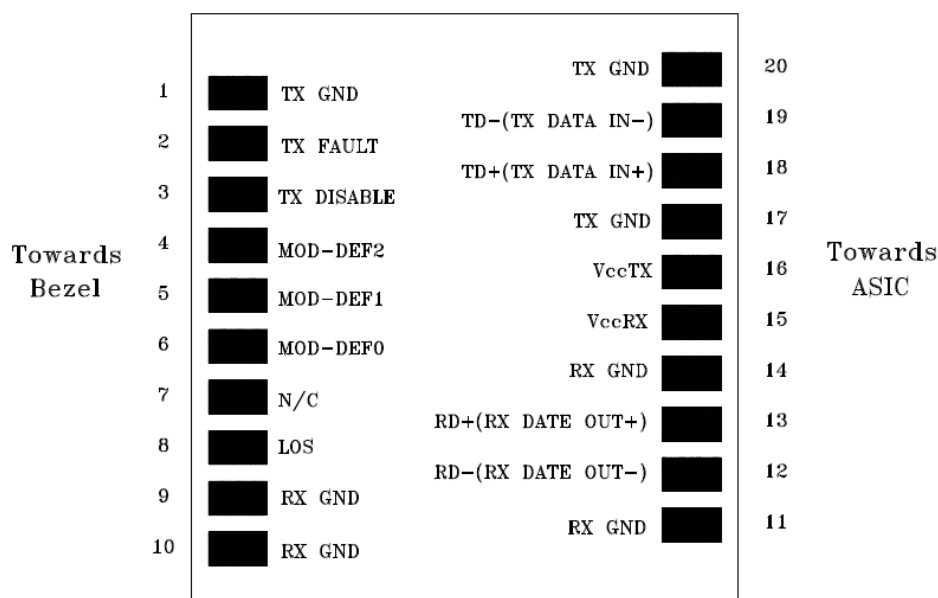 1 TX GND
2 TX FAULT
3 TX DISABLE
4 MOD-DEF2
5 MOD-DEF1
6 MOD-DEF0
7 N/C
8 LOS
9 RX GND
10 RX GND
Towards
Bezel
TX GND 20
TD-(TX DATA IN-) 19
TD+(TX DATA IN+) 18
TX GND 17
VccTX 16
VccRX 15
RX GND 14
RD+(RX DATE OUT+) 13
RD-(RX DATE OUT-) 12
RX GND 11
Towards
ASIC